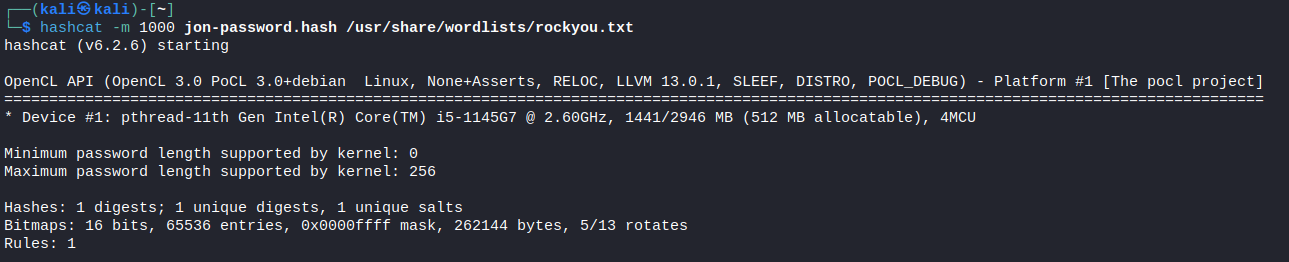 ┌──(kali㉿kali)-[~]
└─$ hashcat -m 1000 jon-password.hash /usr/share/wordlists/rockyou.txt
hashcat (v6.2.6) starting
OpenCL API (OpenCL 3.0 PoCL 3.0+debian  Linux, None+Asserts, RELOC, LLVM 13.0.1, SLEEF, DISTRO, POCL_DEBUG) - Platform #1 [The pocl project]
============================================================================================================================================
* Device #1: pthread-11th Gen Intel(R) Core(TM) i5-1145G7 @ 2.60GHz, 1441/2946 MB (512 MB allocatable), 4MCU
Minimum password length supported by kernel: 0
Maximum password length supported by kernel: 256
Hashes: 1 digests; 1 unique digests, 1 unique salts
Bitmaps: 16 bits, 65536 entries, 0x0000ffff mask, 262144 bytes, 5/13 rotates
Rules: 1